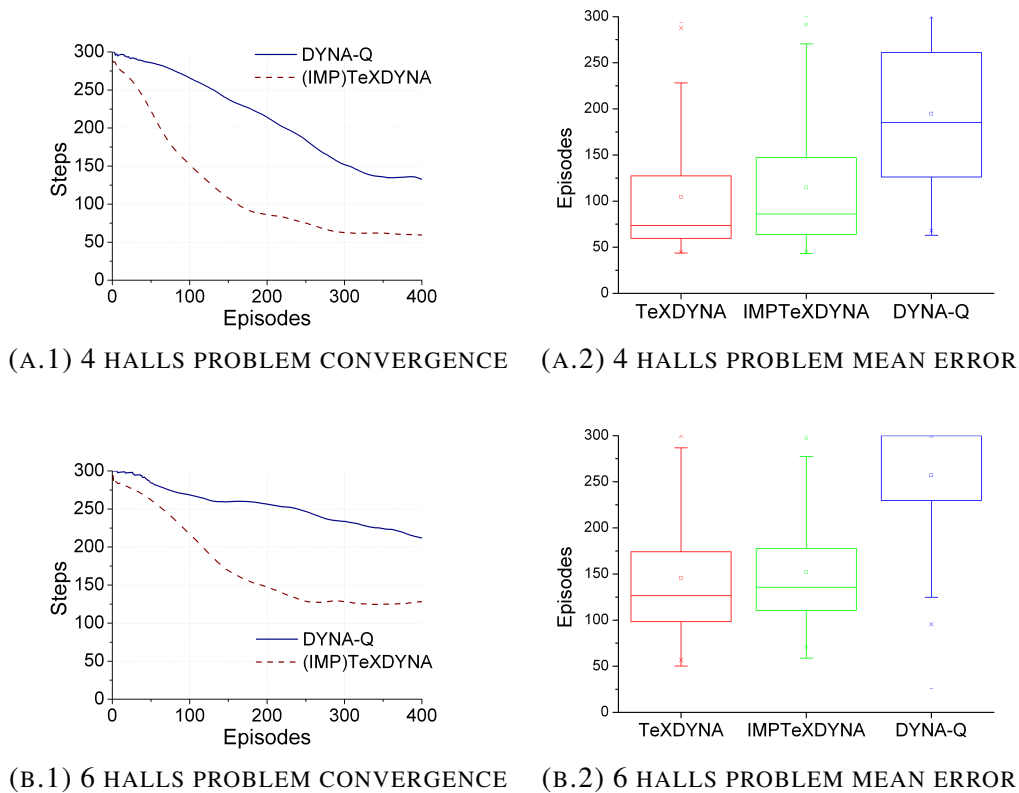 300
250
200
150
100
50
0
Steps
DYNA-Q
(IMP)TeXDYNA
0 100 200 300 400
Episodes
(A.1) 4 HALLS PROBLEM CONVERGENCE
300
250
200
150
100
50
0
Episodes
TeXDYNA IMPTeXDYNA DYNA-Q
(A.2) 4 HALLS PROBLEM MEAN ERROR
300
250
200
150
100
50
0
Steps
DYNA-Q
(IMP)TeXDYNA
0 100 200 300 400
Episodes
(B.1) 6 HALLS PROBLEM CONVERGENCE
300
250
200
150
100
50
0
Episodes
TeXDYNA IMPTeXDYNA DYNA-Q
(B.2) 6 HALLS PROBLEM MEAN ERROR